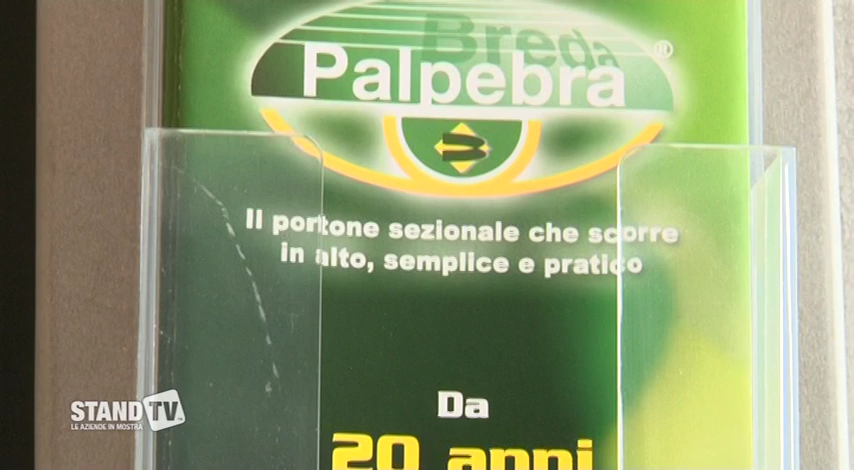 Breda
Palpebra®
Il portone sezionale che scorre
in alto, semplice e pratico
Da
20 anni
STAND TV
LE AZIENDE IN MOSTRA